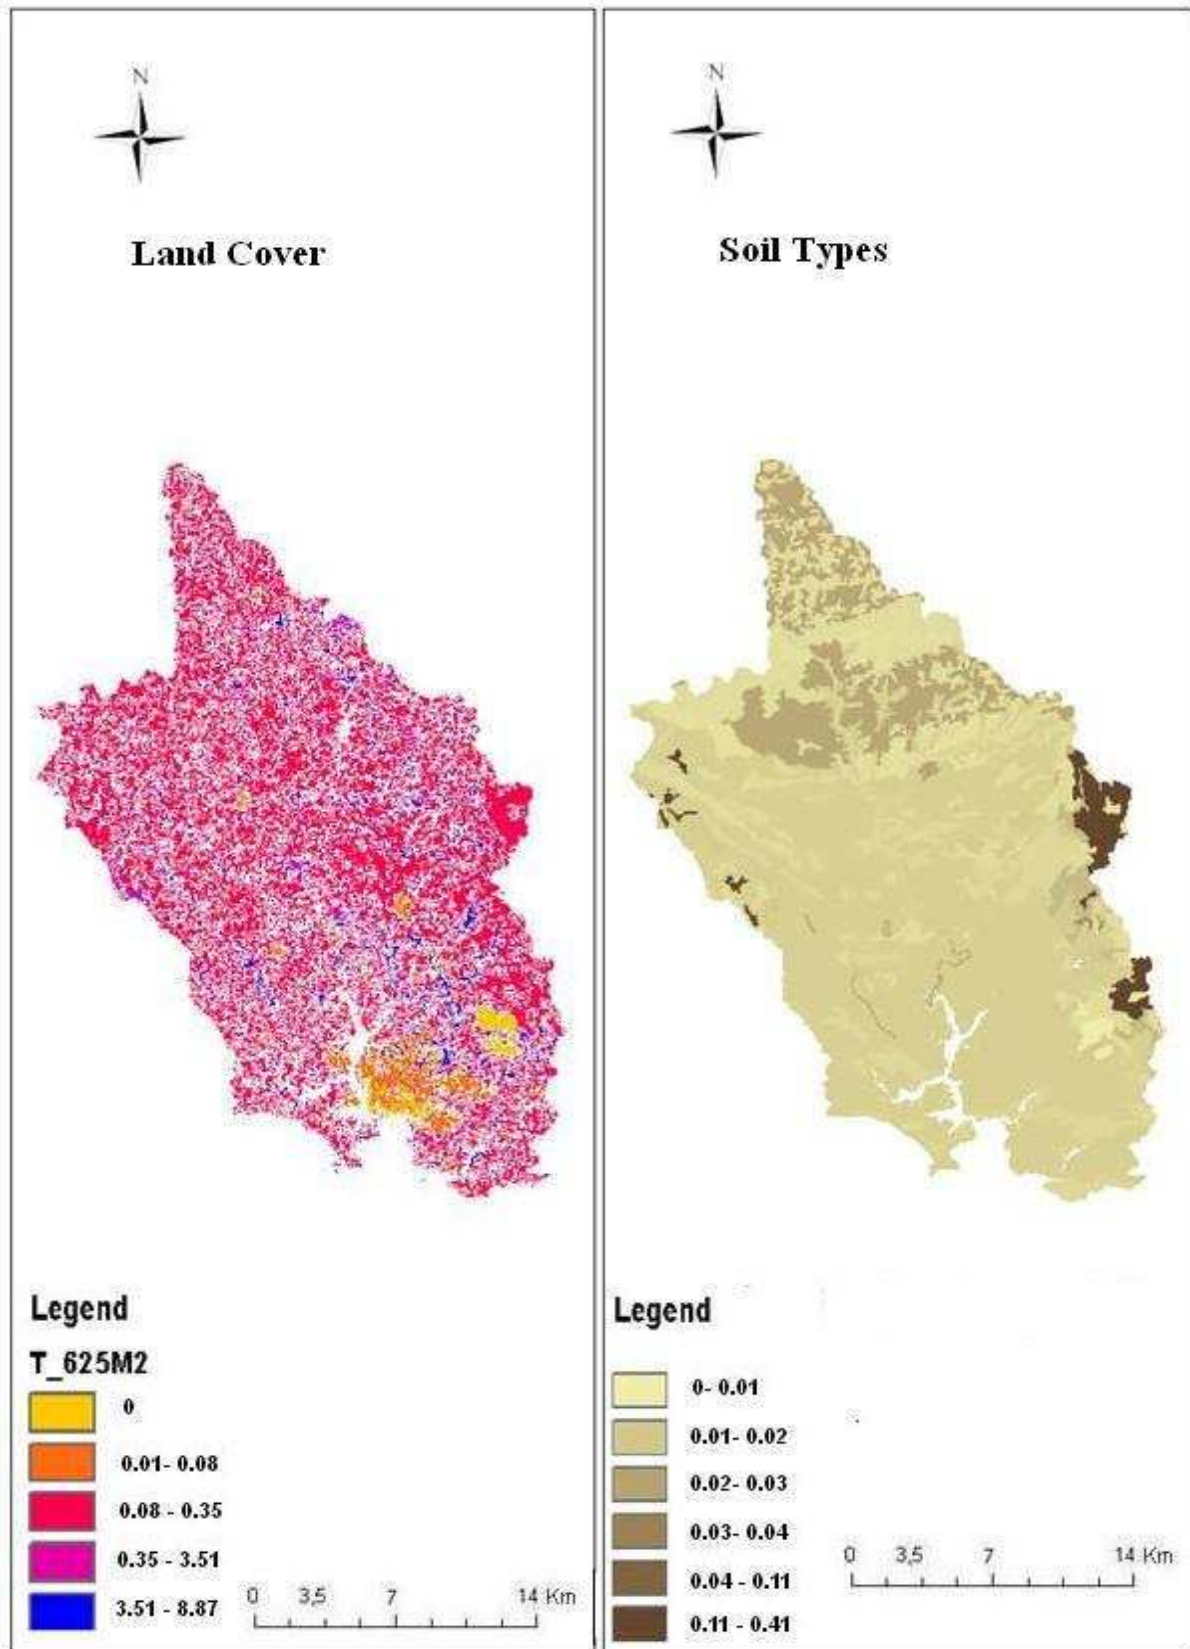 N
Land Cover
Legend
T_625M2
0
0.01- 0.08
0.08 - 0.35
0.35 - 3.51
3.51 - 8.87
0 3,5 7 14 Km
N
Soil Types
Legend
0- 0.01
0.01- 0.02
0.02- 0.03
0.03- 0.04
0.04 - 0.11
0.11 - 0.41
0 3,5 7 14 Km